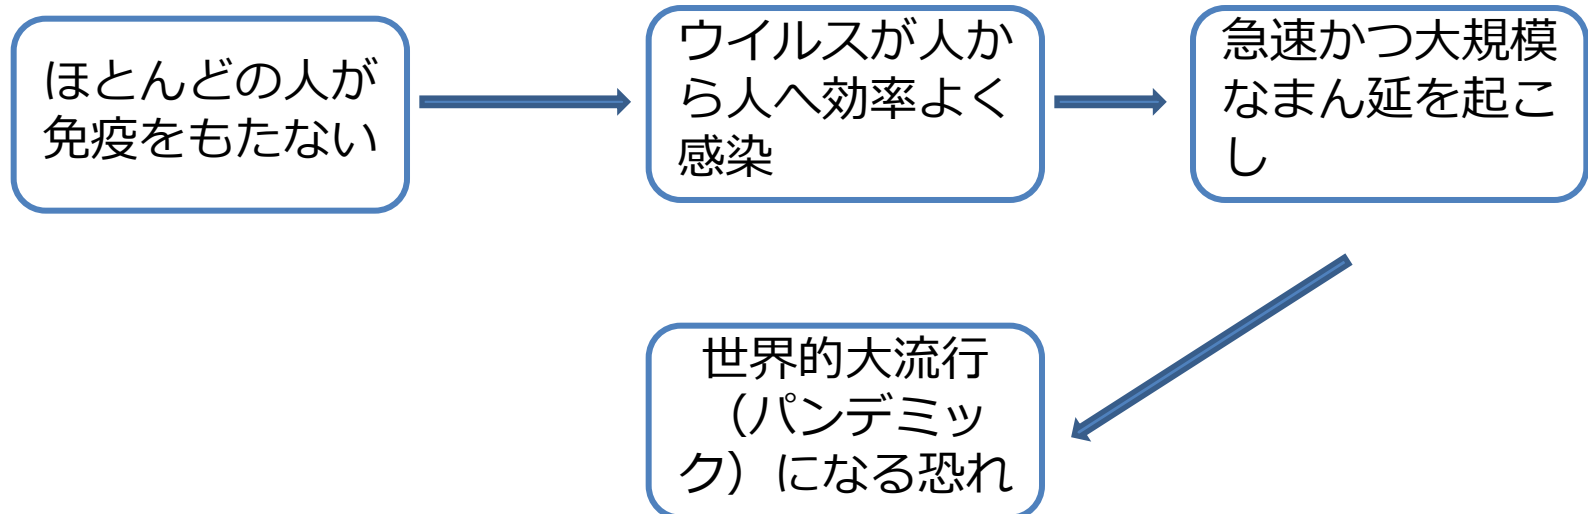 ほとんどの人が
免疫をもたない
ウイルスが人か
ら人へ効率よく
感染
急速かつ大規模
なまん延を起こ
し
世界的大流行
（パンデミッ
ク）になる恐れ